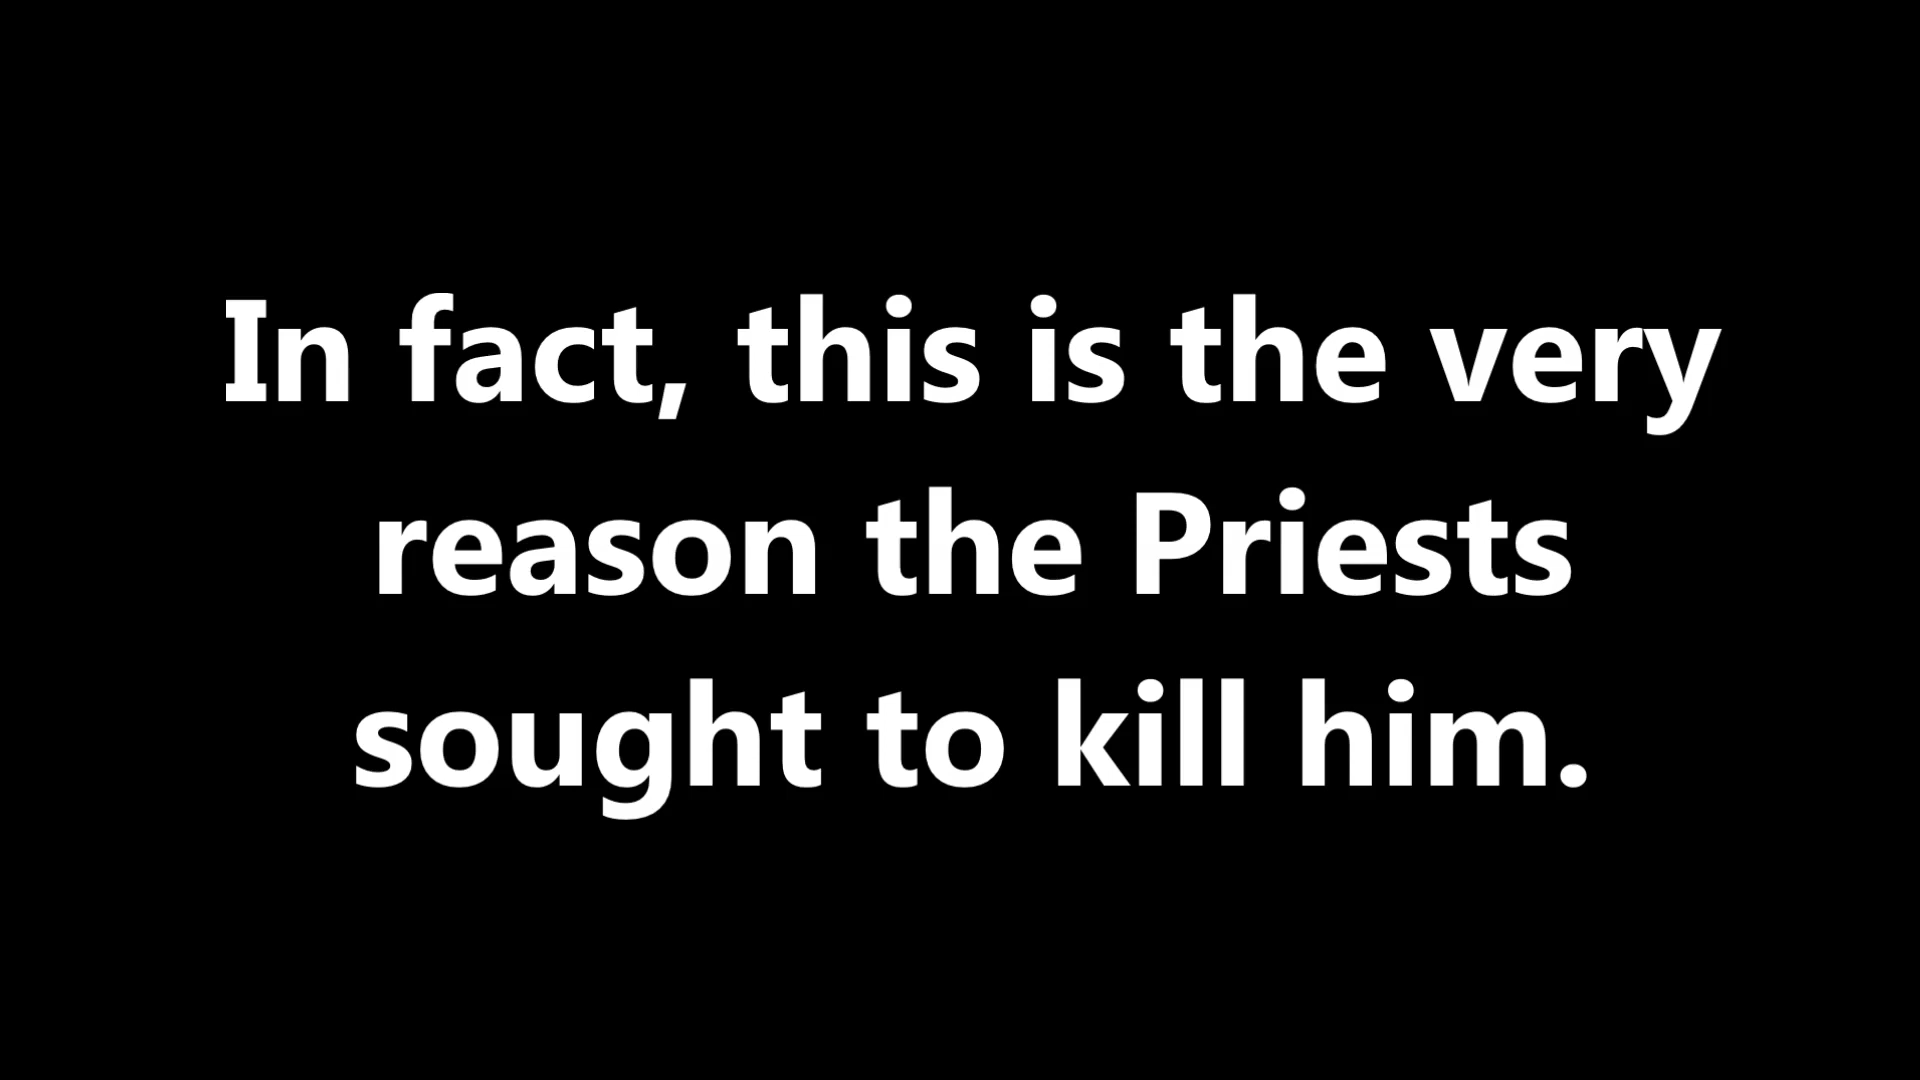 In fact, this is the very
reason the Priests
sought to kill him.